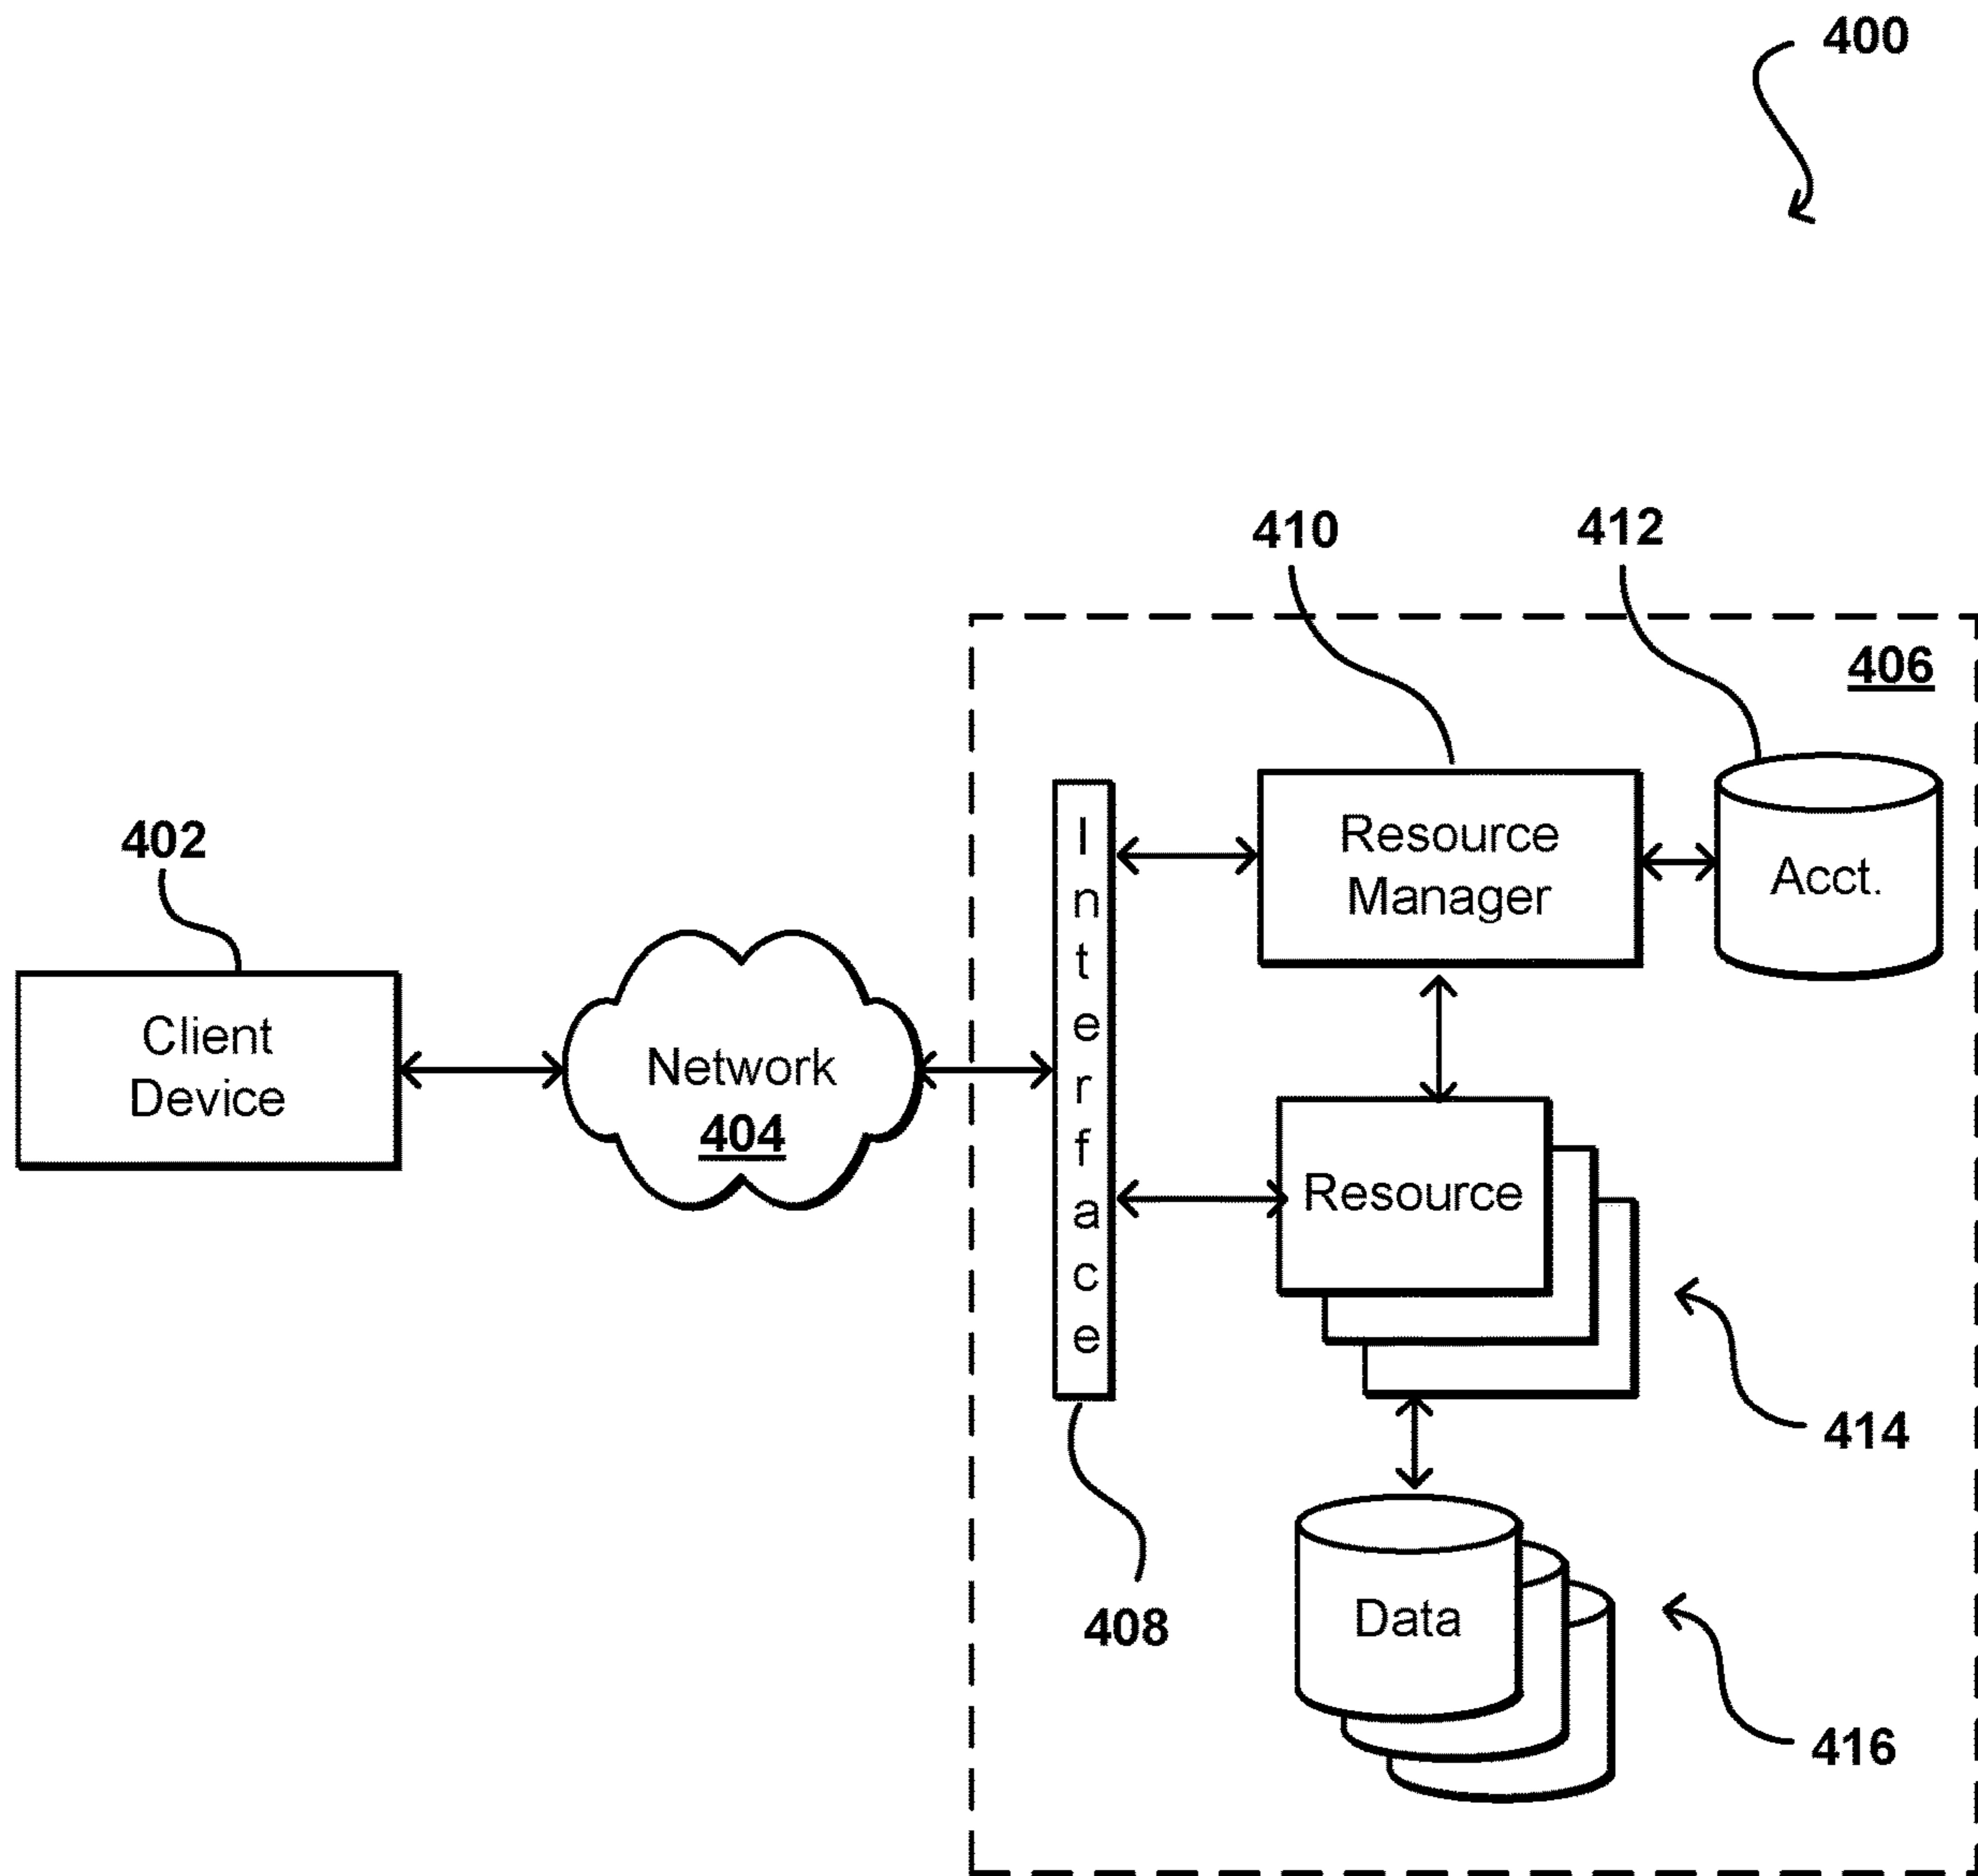 400
410
412
406
402
Interface
Resource
Manager
Acct.
Client
Device
Network
404
Resource
414
408
Data
416